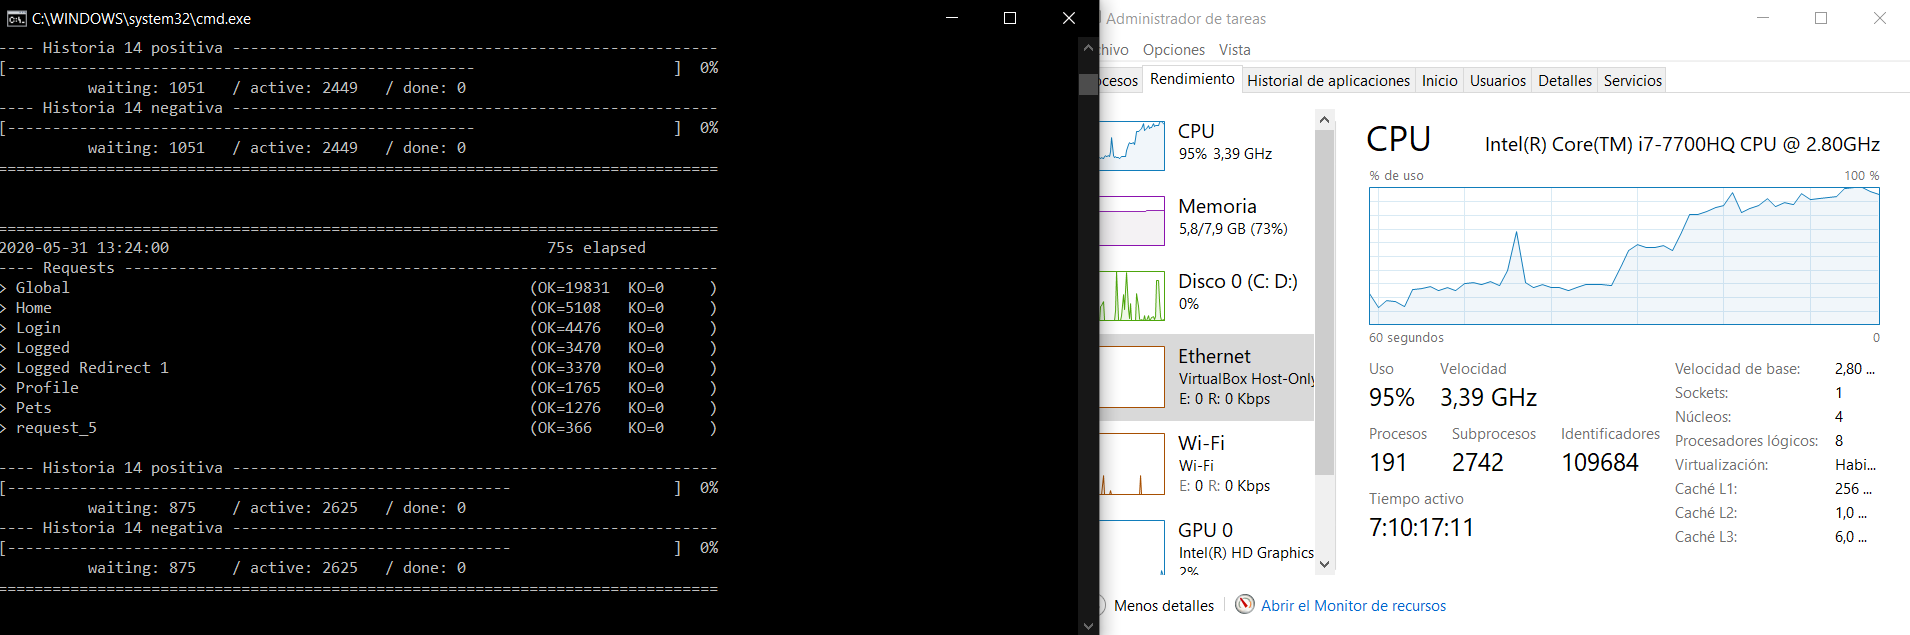 C:\WINDOWS\system32\cmd.exe
---- Historia 14 positiva ------------------------------------------------------
[----------------------------------------------------                      ]  0%
          waiting: 1051   / active: 2449   / done: 0
---- Historia 14 negativa ------------------------------------------------------
[----------------------------------------------------                      ]  0%
          waiting: 1051   / active: 2449   / done: 0
================================================================================
================================================================================
2020-05-31 13:24:00                                          75s elapsed
---- Requests ------------------------------------------------------------------
> Global                                                   (OK=19831  KO=0     )
> Home                                                     (OK=5108   KO=0     )
> Login                                                    (OK=4476   KO=0     )
> Logged                                                   (OK=3470   KO=0     )
> Logged Redirect 1                                        (OK=3370   KO=0     )
> Profile                                                  (OK=1765   KO=0     )
> Pets                                                     (OK=1276   KO=0     )
> request_5                                                (OK=366    KO=0     )
---- Historia 14 positiva ------------------------------------------------------
[--------------------------------------------------------                  ]  0%
          waiting: 875    / active: 2625   / done: 0
---- Historia 14 negativa ------------------------------------------------------
[--------------------------------------------------------                  ]  0%
          waiting: 875    / active: 2625   / done: 0
================================================================================
Administrador de tareas
Opciones Vista
Rendimiento Historial de aplicaciones Inicio Usuarios Detalles Servicios
CPU
95% 3,39 GHz
Memoria
5,8/7,9 GB (73%)
Disco 0 (C: D:)
0%
Ethernet
VirtualBox Host-Only
E: 0 R: 0 Kbps
Wi-Fi
Wi-Fi
E: 0 R: 0 Kbps
GPU 0
Intel(R) HD Graphics
2%
CPU
Intel(R) Core(TM) i7-7700HQ CPU @ 2.80GHz
% de uso 100 %
60 segundos 0
Uso Velocidad
95% 3,39 GHz
Procesos Subprocesos Identificadores
191 2742 109684
Tiempo activo
7:10:17:11
Velocidad de base: 2,80 ...
Sockets: 1
Núcleos: 4
Procesadores lógicos: 8
Virtualización: Habi...
Caché L1: 256 ...
Caché L2: 1,0 ...
Caché L3: 6,0 ...
Menos detalles
Abrir el Monitor de recursos